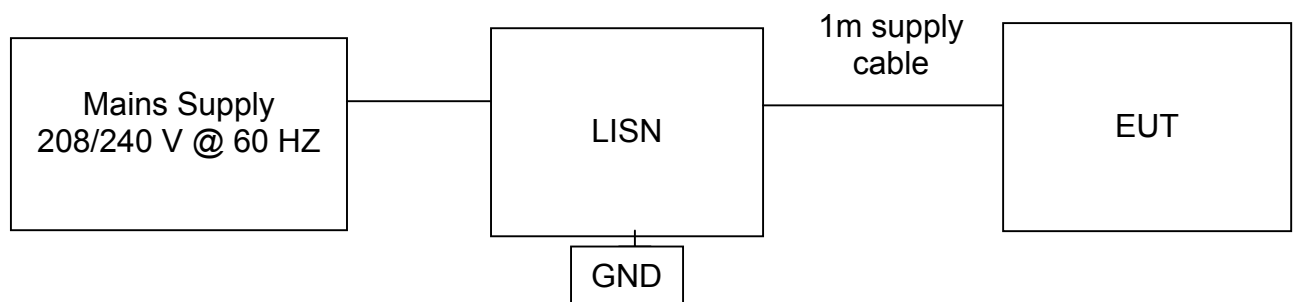 Mains Supply
208/240 V @ 60 HZ
LISN
GND
1m supply
cable
EUT